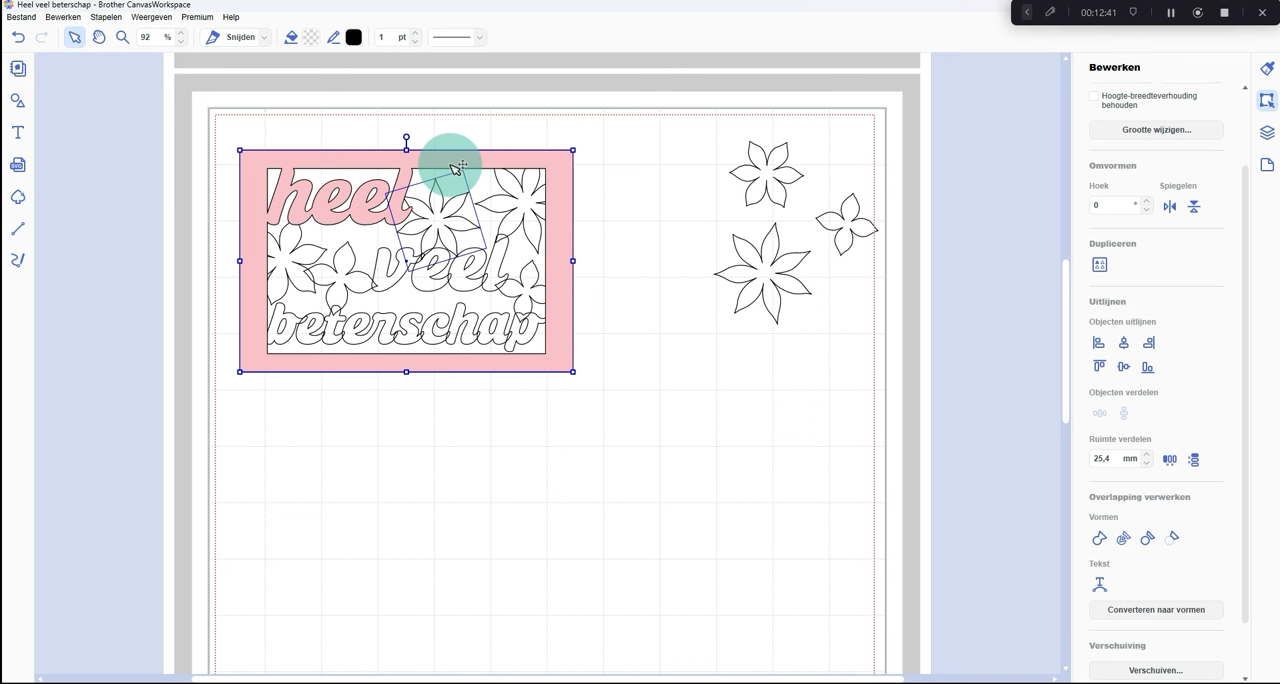 Heel veel beterschap - Brother CanvasWorkspace
00:12:41
Bestand Bewerken Stapelen Weergeven Premium Help
92 % Snijden 1 pt
Bewerken
Hoogte-breedteverhouding
behouden
Grootte wijzigen...
Omvormen
Hoek Spiegelen
0 °
Dupliceren
Uitlijnen
Objecten uitlijnen
Objecten verdelen
Ruimte verdelen
25,4 mm
Overlapping verwerken
Vormen
Tekst
Converteren naar vormen
Verschuiving
Verschuiven...
heel
veel
beterschap